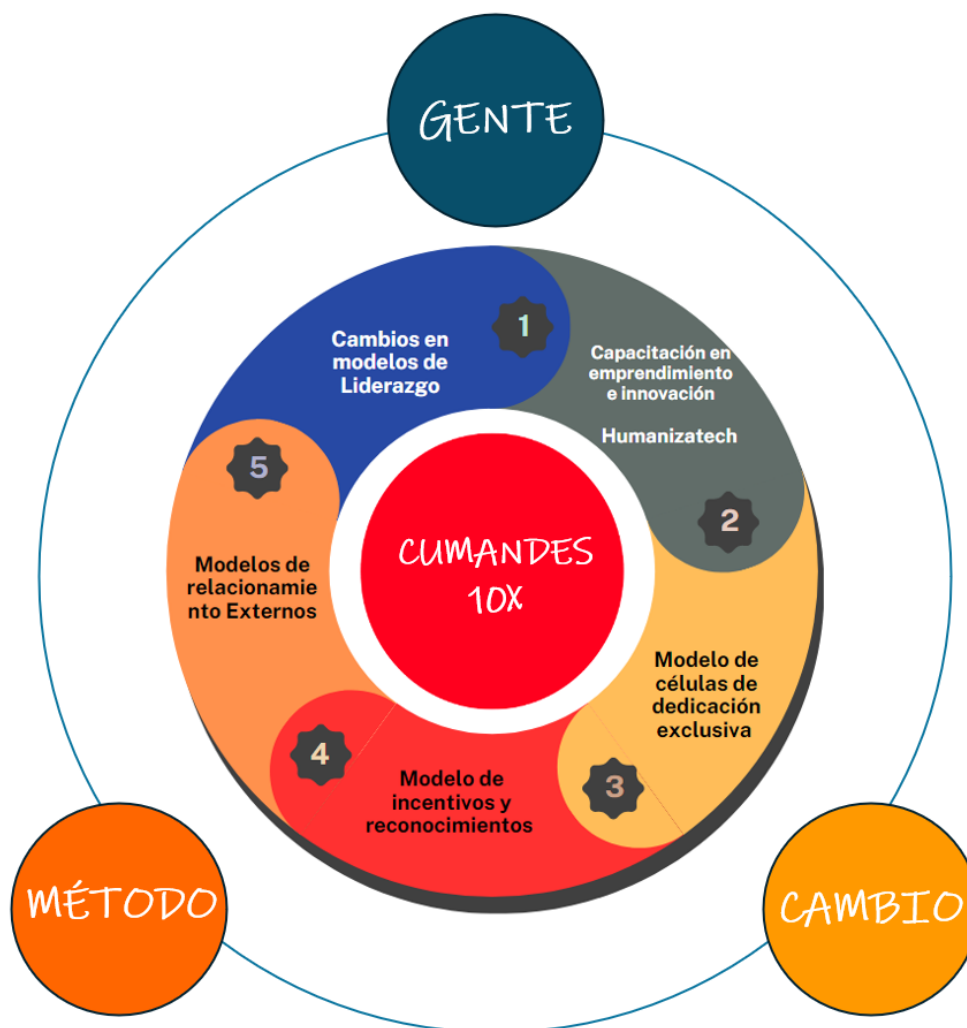 GENTE
1
Cambios en
modelos de
Liderazgo
Capacitación en
emprendimiento
e innovación
Humanizatech
2
5
CUMANDES
10X
Modelos de
relacionamie
nto Externos
Modelo de
células de
dedicación
exclusiva
4
3
Modelo de
incentivos y
reconocimientos
MÉTODO
CAMBIO